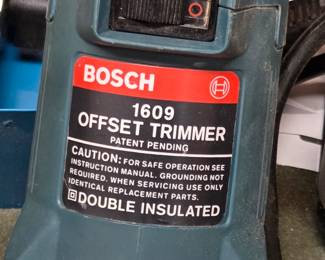 BOSCH
1609
OFFSET TRIMMER
PATENT PENDING
CAUTION: FOR SAFE OPERATION SEE
INSTRUCTION MANUAL. GROUNDING NOT
REQUIRED. WHEN SERVICING USE ONLY
IDENTICAL REPLACEMENT PARTS.
DOUBLE INSULATED